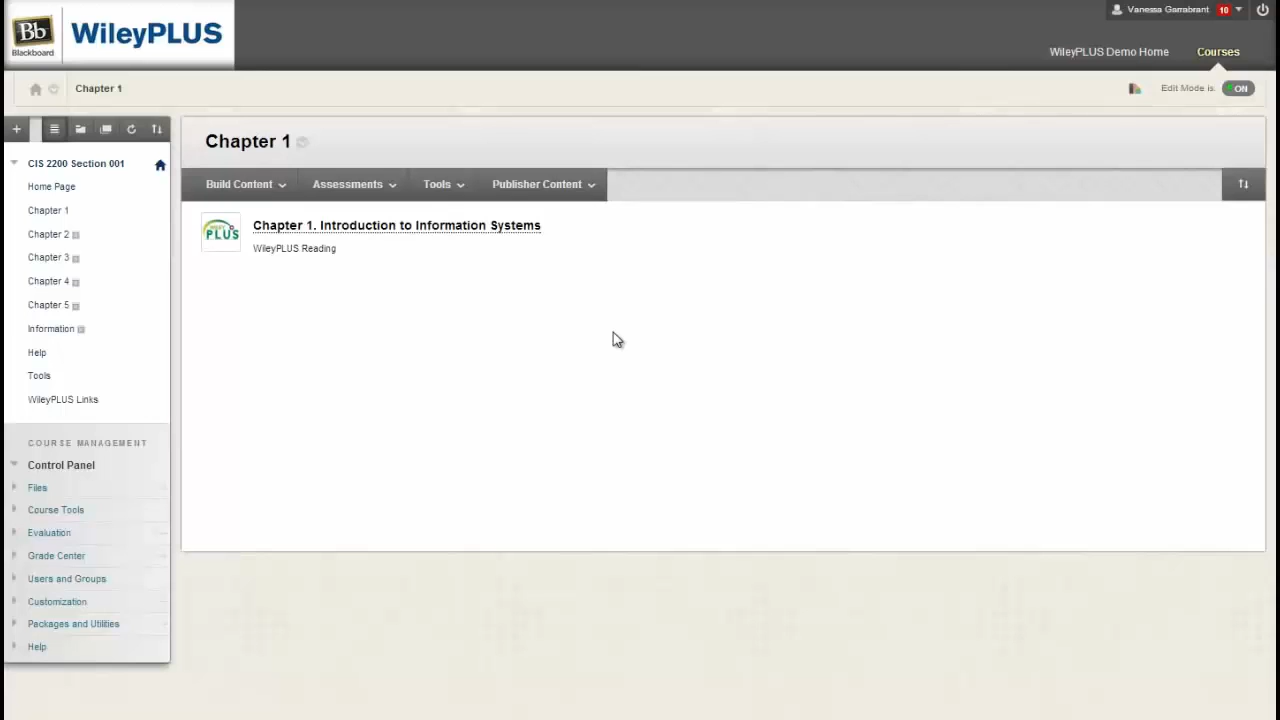 Vanessa Garrabrant 10
Bb
Blackboard
WileyPLUS
WileyPLUS Demo Home Courses
Chapter 1
Edit Mode is: ON
Chapter 1
CIS 2200 Section 001
Home Page
Chapter 1
Chapter 2
Chapter 3
Chapter 4
Chapter 5
Information
Help
Tools
WileyPLUS Links
COURSE MANAGEMENT
Control Panel
Files
Course Tools
Evaluation
Grade Center
Users and Groups
Customization
Packages and Utilities
Help
Build Content Assessments Tools Publisher Content
WILEY PLUS
Chapter 1. Introduction to Information Systems
WileyPLUS Reading